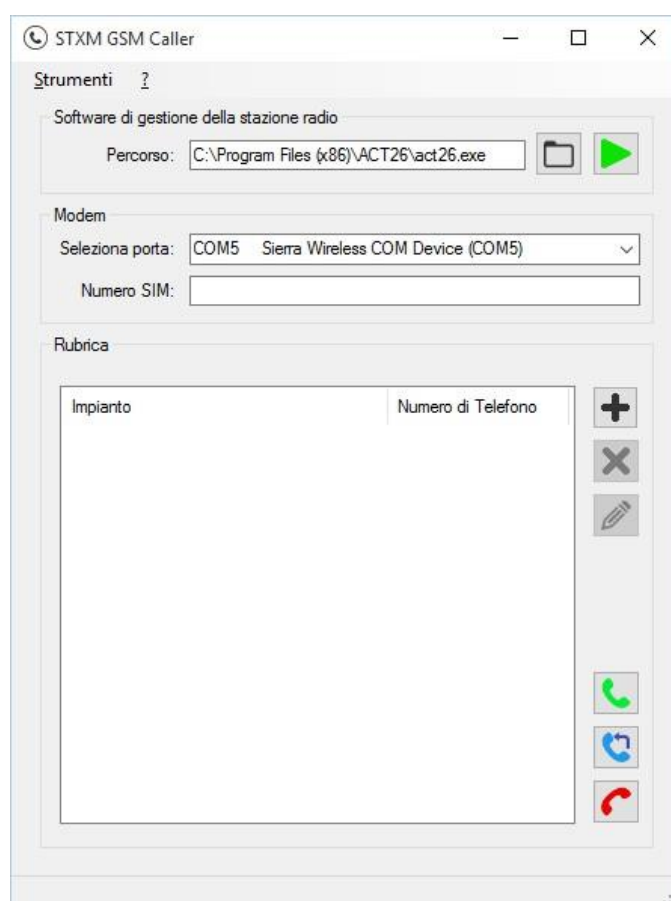 STXM GSM Caller
Strumenti ?
Software di gestione della stazione radio
Percorso: C:\Program Files (x86)\ACT26\act26.exe
Modem
Seleziona porta: COM5 Sierra Wireless COM Device (COM5)
Numero SIM:
Rubrica
Impianto Numero di Telefono